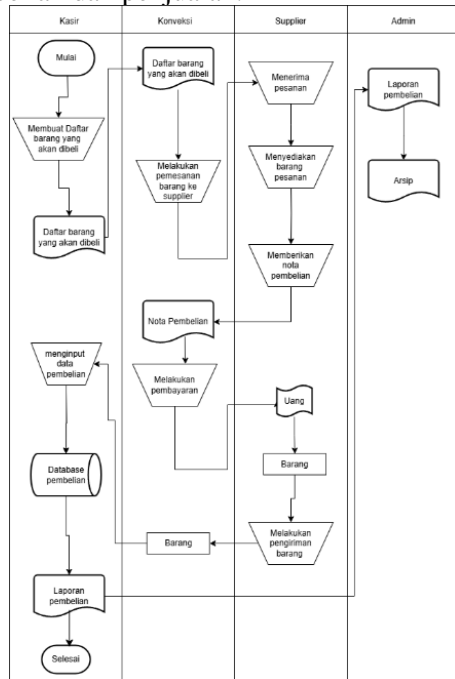 Kasir
Konveksi
Supplier
Admin
Mulai
Membuat Daftar
barang yang
akan dibeli
Daftar barang
yang akan dibeli
Daftar barang
yang akan dibeli
Melakukan
pemesanan
barang ke
supplier
Menerima
pesanan
Menyediakan
barang
pesanan
Memberikan
nota
pembelian
Laporan
pembelian
Arsip
Nota Pembelian
Melakukan
pembayaran
Uang
Barang
Melakukan
pengiriman
barang
Barang
menginput
data
pembelian
Database
pembelian
Laporan
pembelian
Selesai